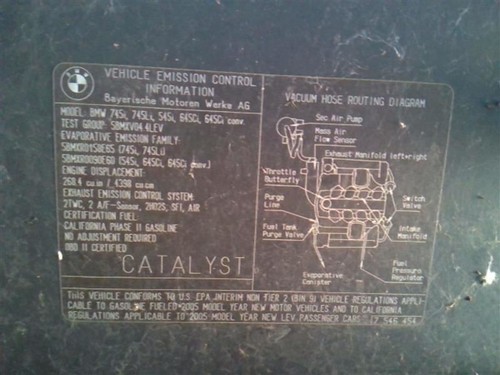 BMW
VEHICLE EMISSION CONTROL
INFORMATION
Bayerische Motoren Werke AG
MODEL: BMW 745i, 745Li, 545i, 645Ci, 645Ci conv.
TEST GROUP: 5BMXV04.4LEV
EVAPORATIVE EMISSION FAMILY:
(745i, 745Li)
(545i, 645Ci, 645Ci conv.)
ENGINE DISPLACEMENT:
268.4 cu in / 4398 cu cm
EXHAUST EMISSION CONTROL SYSTEM:
2TWC, 2 A/F-Sensor, 2HO2S, SFI, AIR
CERTIFICATION FUEL:
CALIFORNIA PHASE II GASOLINE
NO ADJUSTMENT REQUIRED
OBD II CERTIFIED
CATALYST
VACUUM HOSE ROUTING DIAGRAM
Sec Air Pump
Mass Air
Flow Sensor
Exhaust Manifold left+right
Throttle
Butterfly
Purge
Line
Switch
Valve
Fuel Tank
Purge Valve
Intake
Manifold
Evaporative
Canister
Fuel
Pressure
Regulator
THIS VEHICLE CONFORMS TO U.S. EPA INTERIM NON TIER 2 (BIN 9) VEHICLE REGULATIONS APPLI-
CABLE TO GASOLINE FUELED 2005 MODEL YEAR NEW MOTOR VEHICLES AND TO CALIFORNIA
REGULATIONS APPLICABLE TO 2005 MODEL YEAR NEW LEV PASSENGER CARS. 7 546 454